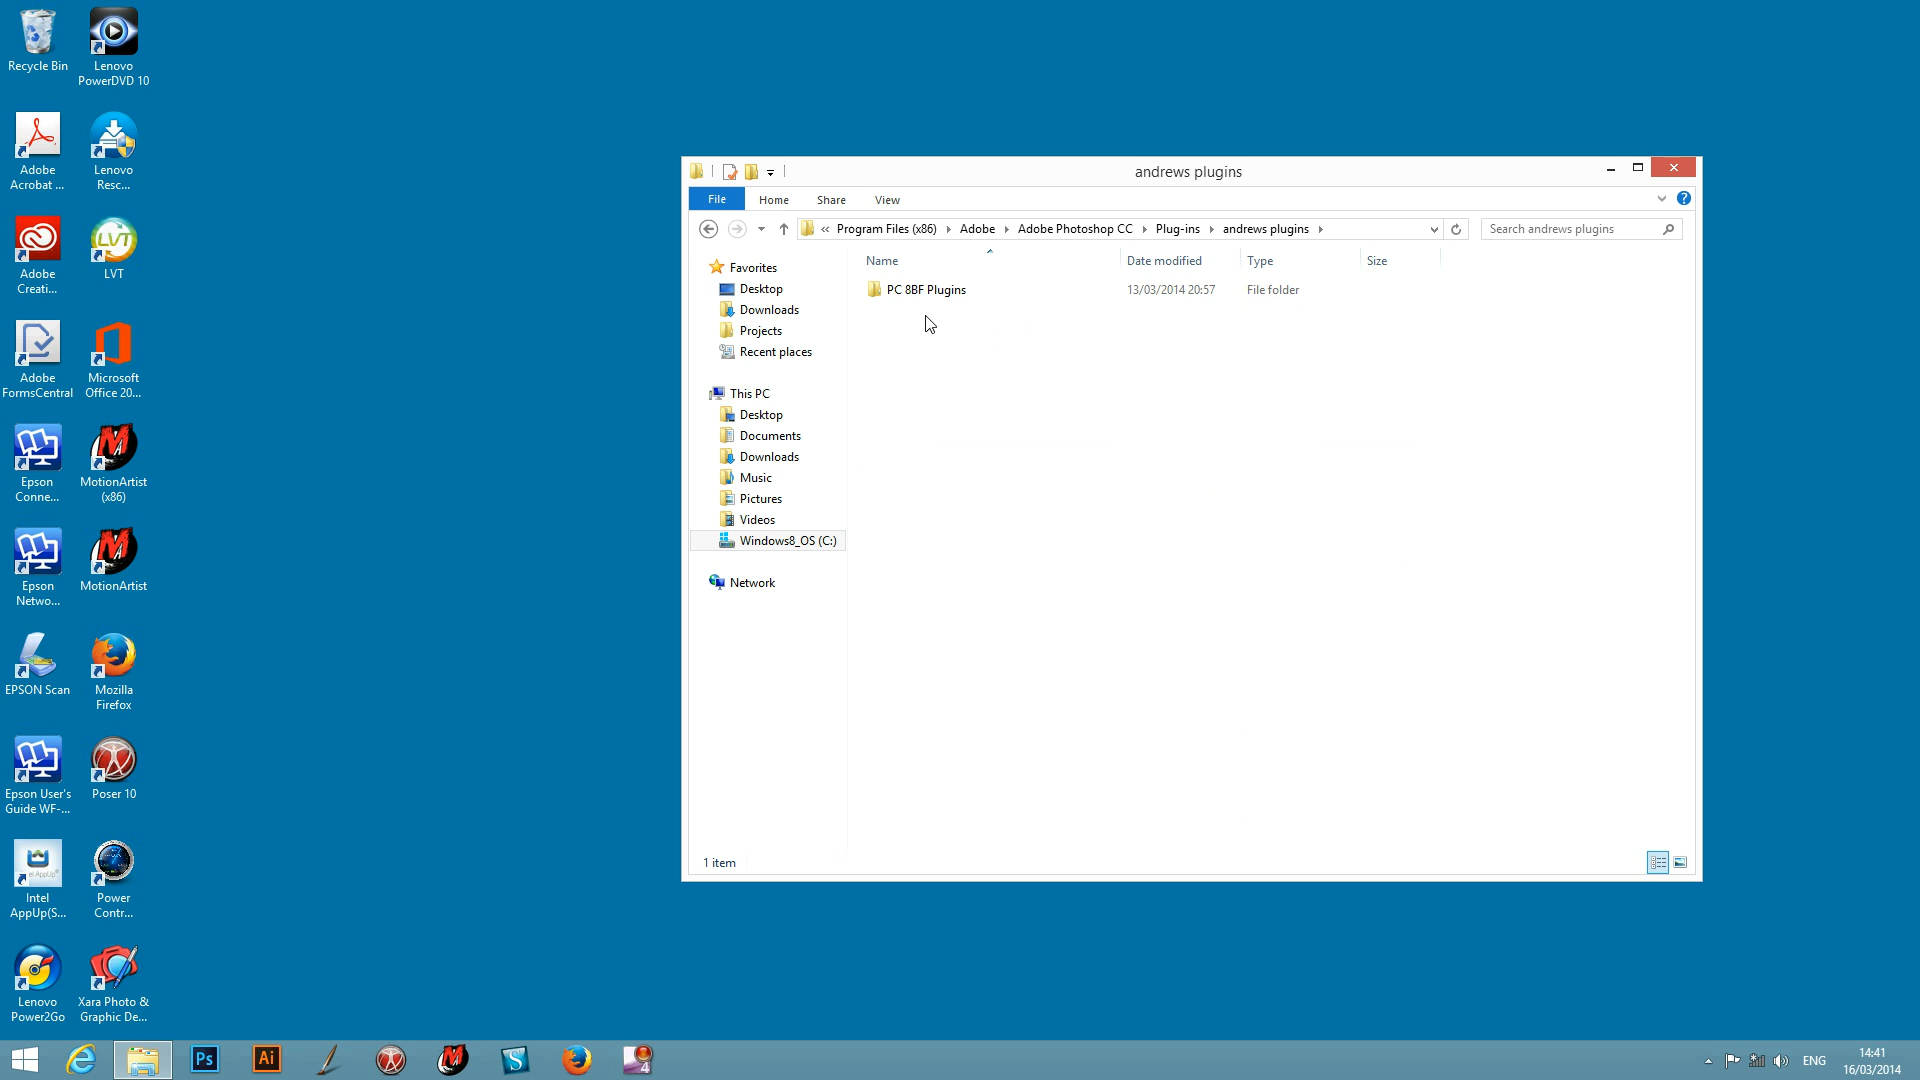 Recycle Bin
Lenovo
PowerDVD 10
Adobe
Acrobat ...
Lenovo
Resc...
Adobe
Creati...
LVT
LVT
Adobe
FormsCentral
Microsoft
Office 20...
Epson
Conne...
MotionArtist
(x86)
Epson
Netwo...
MotionArtist
EPSON Scan
Mozilla
Firefox
Epson User's
Guide WF-...
Poser 10
Intel
AppUp(S...
Power
Contr...
Lenovo
Power2Go
Xara Photo &
Graphic De...
andrews plugins
File Home Share View
« Program Files (x86) Adobe Adobe Photoshop CC Plug-ins andrews plugins
Search andrews plugins
Name Date modified Type Size
PC 8BF Plugins 13/03/2014 20:57 File folder
Favorites
Desktop
Downloads
Projects
Recent places
This PC
Desktop
Documents
Downloads
Music
Pictures
Videos
Windows8_OS (C:)
Network
1 item
Ps Ai M S 4
ENG
14:41
16/03/2014